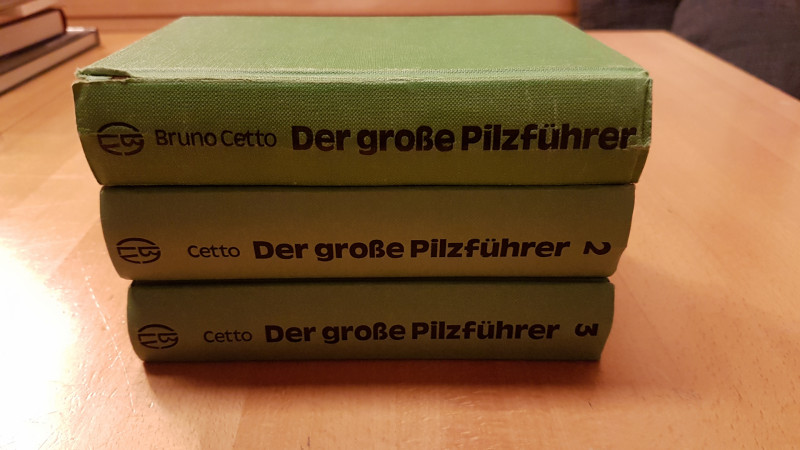 Bruno Cetto Der große Pilzführer
Cetto Der große Pilzführer 2
Cetto Der große Pilzführer 3